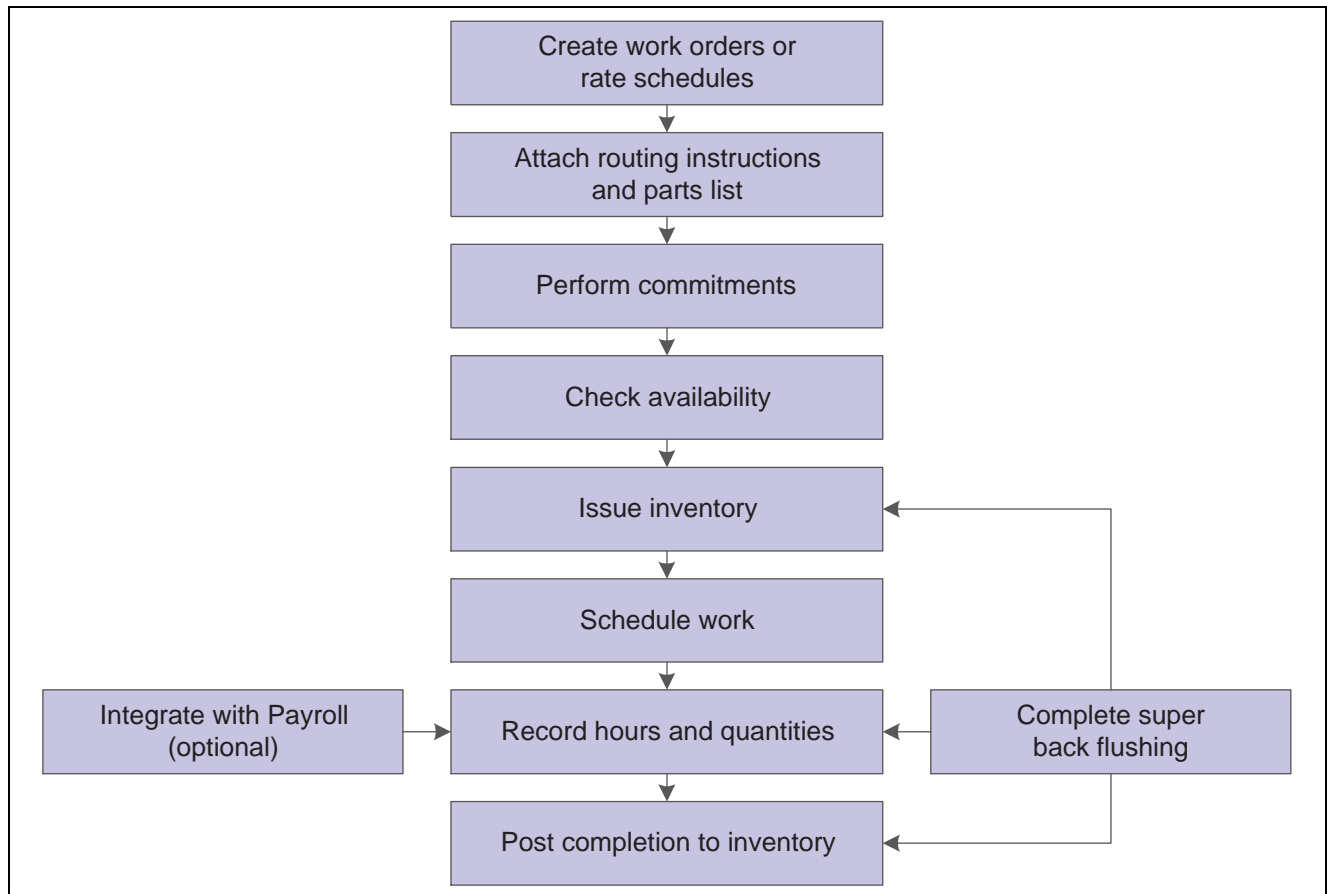 Create work orders or
rate schedules
Attach routing instructions
and parts list
Perform commitments
Check availability
Issue inventory
Schedule work
Integrate with Payroll
(optional)
Record hours and quantities
Complete super
back flushing
Post completion to inventory